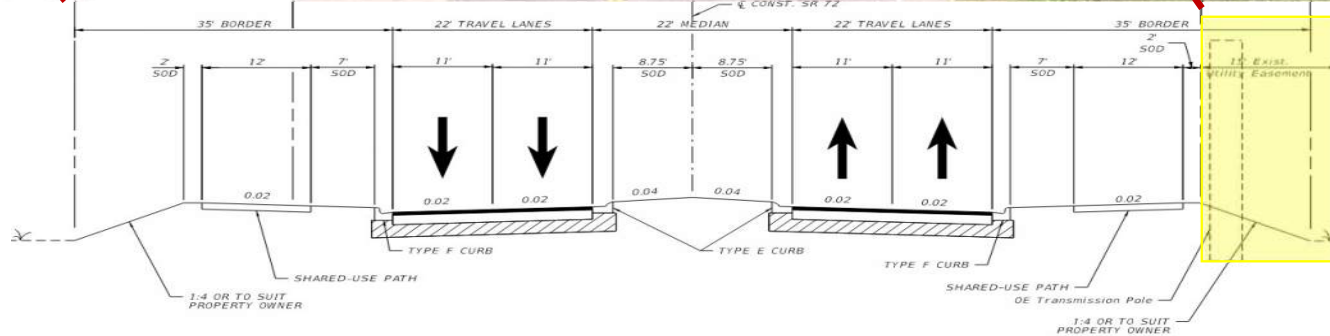 ℄ CONST. SR 72
35' BORDER
22' TRAVEL LANES
22' MEDIAN
22' TRAVEL LANES
35' BORDER
2'
SOD
12'
7'
SOD
11'
11'
8.75'
SOD
8.75'
SOD
11'
11'
7'
SOD
12'
2'
SOD
15' Exist.
Utility Easement
0.02
0.02
0.02
0.04
0.04
0.02
0.02
0.02
TYPE F CURB
TYPE E CURB
TYPE F CURB
SHARED-USE PATH
SHARED-USE PATH
OE Transmission Pole
1:4 OR TO SUIT
PROPERTY OWNER
1:4 OR TO SUIT
PROPERTY OWNER